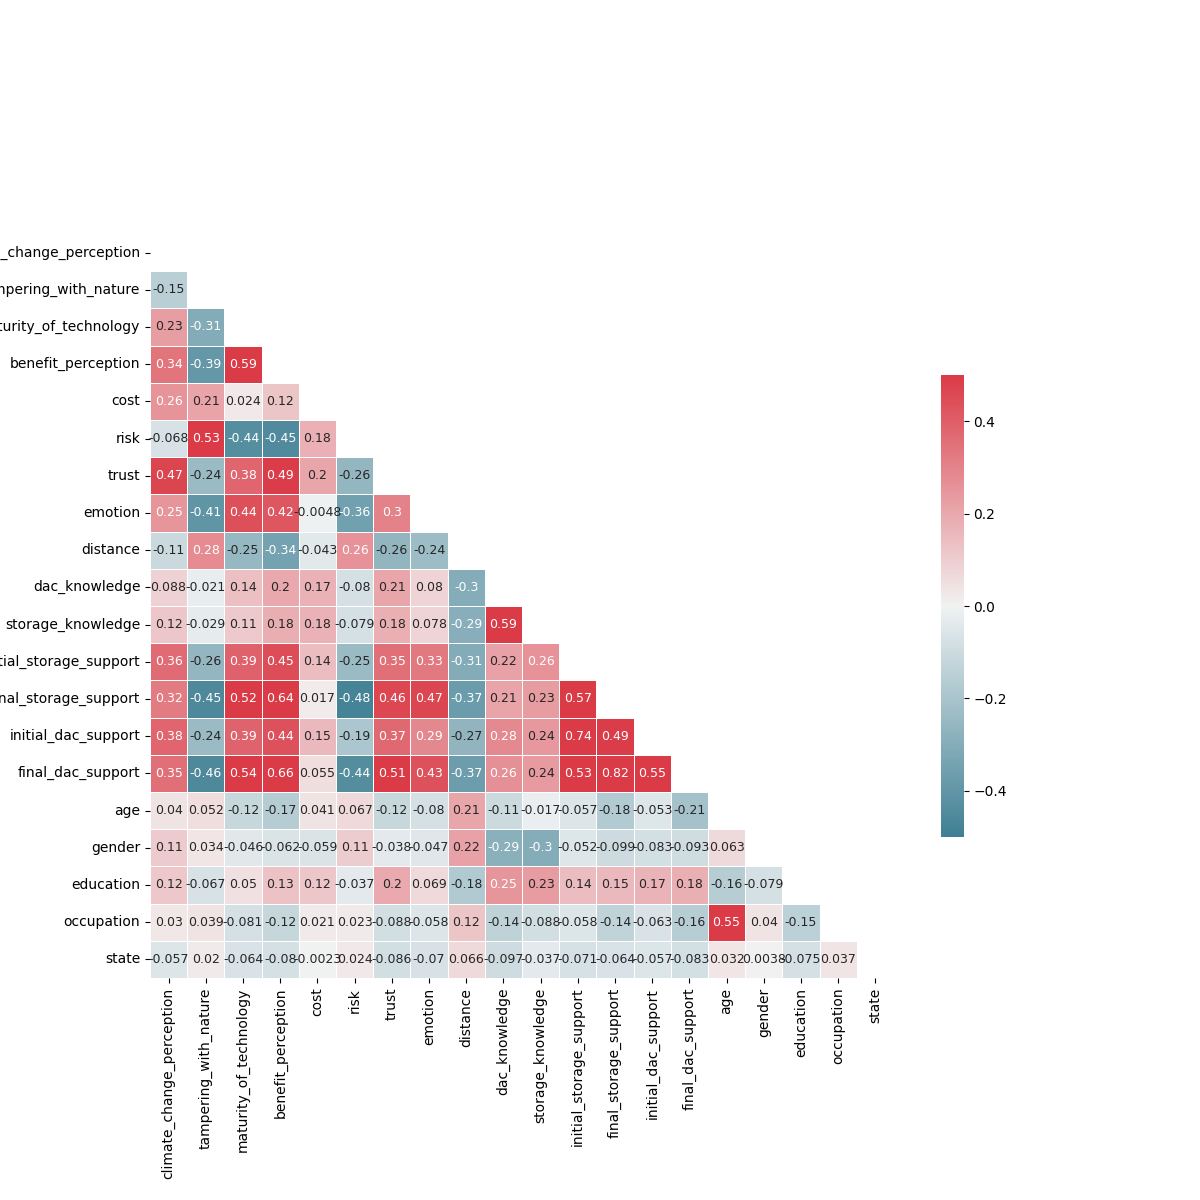 _change_perception
-0.15
mpering_with_nature
0.23 -0.31
turity_of_technology
0.34 -0.39 0.59
benefit_perception
0.26 0.21 0.024 0.12
cost
-0.068 0.53 -0.44 -0.45 0.18
risk
0.47 -0.24 0.38 0.49 0.2 -0.26
trust
0.25 -0.41 0.44 0.42 -0.0048 -0.36 0.3
emotion
-0.11 0.28 -0.25 -0.34 -0.043 0.26 -0.26 -0.24
distance
0.088 -0.021 0.14 0.2 0.17 -0.08 0.21 0.08 -0.3
dac_knowledge
0.12 -0.029 0.11 0.18 0.18 -0.079 0.18 0.078 -0.29 0.59
storage_knowledge
0.36 -0.26 0.39 0.45 0.14 -0.25 0.35 0.33 -0.31 0.22 0.26
tial_storage_support
0.32 -0.45 0.52 0.64 0.017 -0.48 0.46 0.47 -0.37 0.21 0.23 0.57
nal_storage_support
0.38 -0.24 0.39 0.44 0.15 -0.19 0.37 0.29 -0.27 0.28 0.24 0.74 0.49
initial_dac_support
0.35 -0.46 0.54 0.66 0.055 -0.44 0.51 0.43 -0.37 0.26 0.24 0.53 0.82 0.55
final_dac_support
0.04 0.052 -0.12 -0.17 0.041 0.067 -0.12 -0.08 0.21 -0.11 -0.017 -0.057 -0.18 -0.053 -0.21
age
0.11 0.034 -0.046 -0.062 -0.059 0.11 -0.038 -0.047 0.22 -0.29 -0.3 -0.052 -0.099 -0.083 -0.093 0.063
gender
0.12 -0.067 0.05 0.13 0.12 -0.037 0.2 0.069 -0.18 0.25 0.23 0.14 0.15 0.17 0.18 -0.16 -0.079
education
0.03 0.039 -0.081 -0.12 0.021 0.023 -0.088 -0.058 0.12 -0.14 -0.088 -0.058 -0.14 -0.063 -0.16 0.55 0.04 -0.15
occupation
-0.057 0.02 -0.064 -0.08 -0.0023 0.024 -0.086 -0.07 0.066 -0.097 -0.037 -0.071 -0.064 -0.057 -0.083 0.032 0.0038 -0.075 0.037
state
climate_change_perception
tampering_with_nature
maturity_of_technology
benefit_perception
cost
risk
trust
emotion
distance
dac_knowledge
storage_knowledge
initial_storage_support
final_storage_support
initial_dac_support
final_dac_support
age
gender
education
occupation
state
0.4
0.2
0.0
−0.2
−0.4